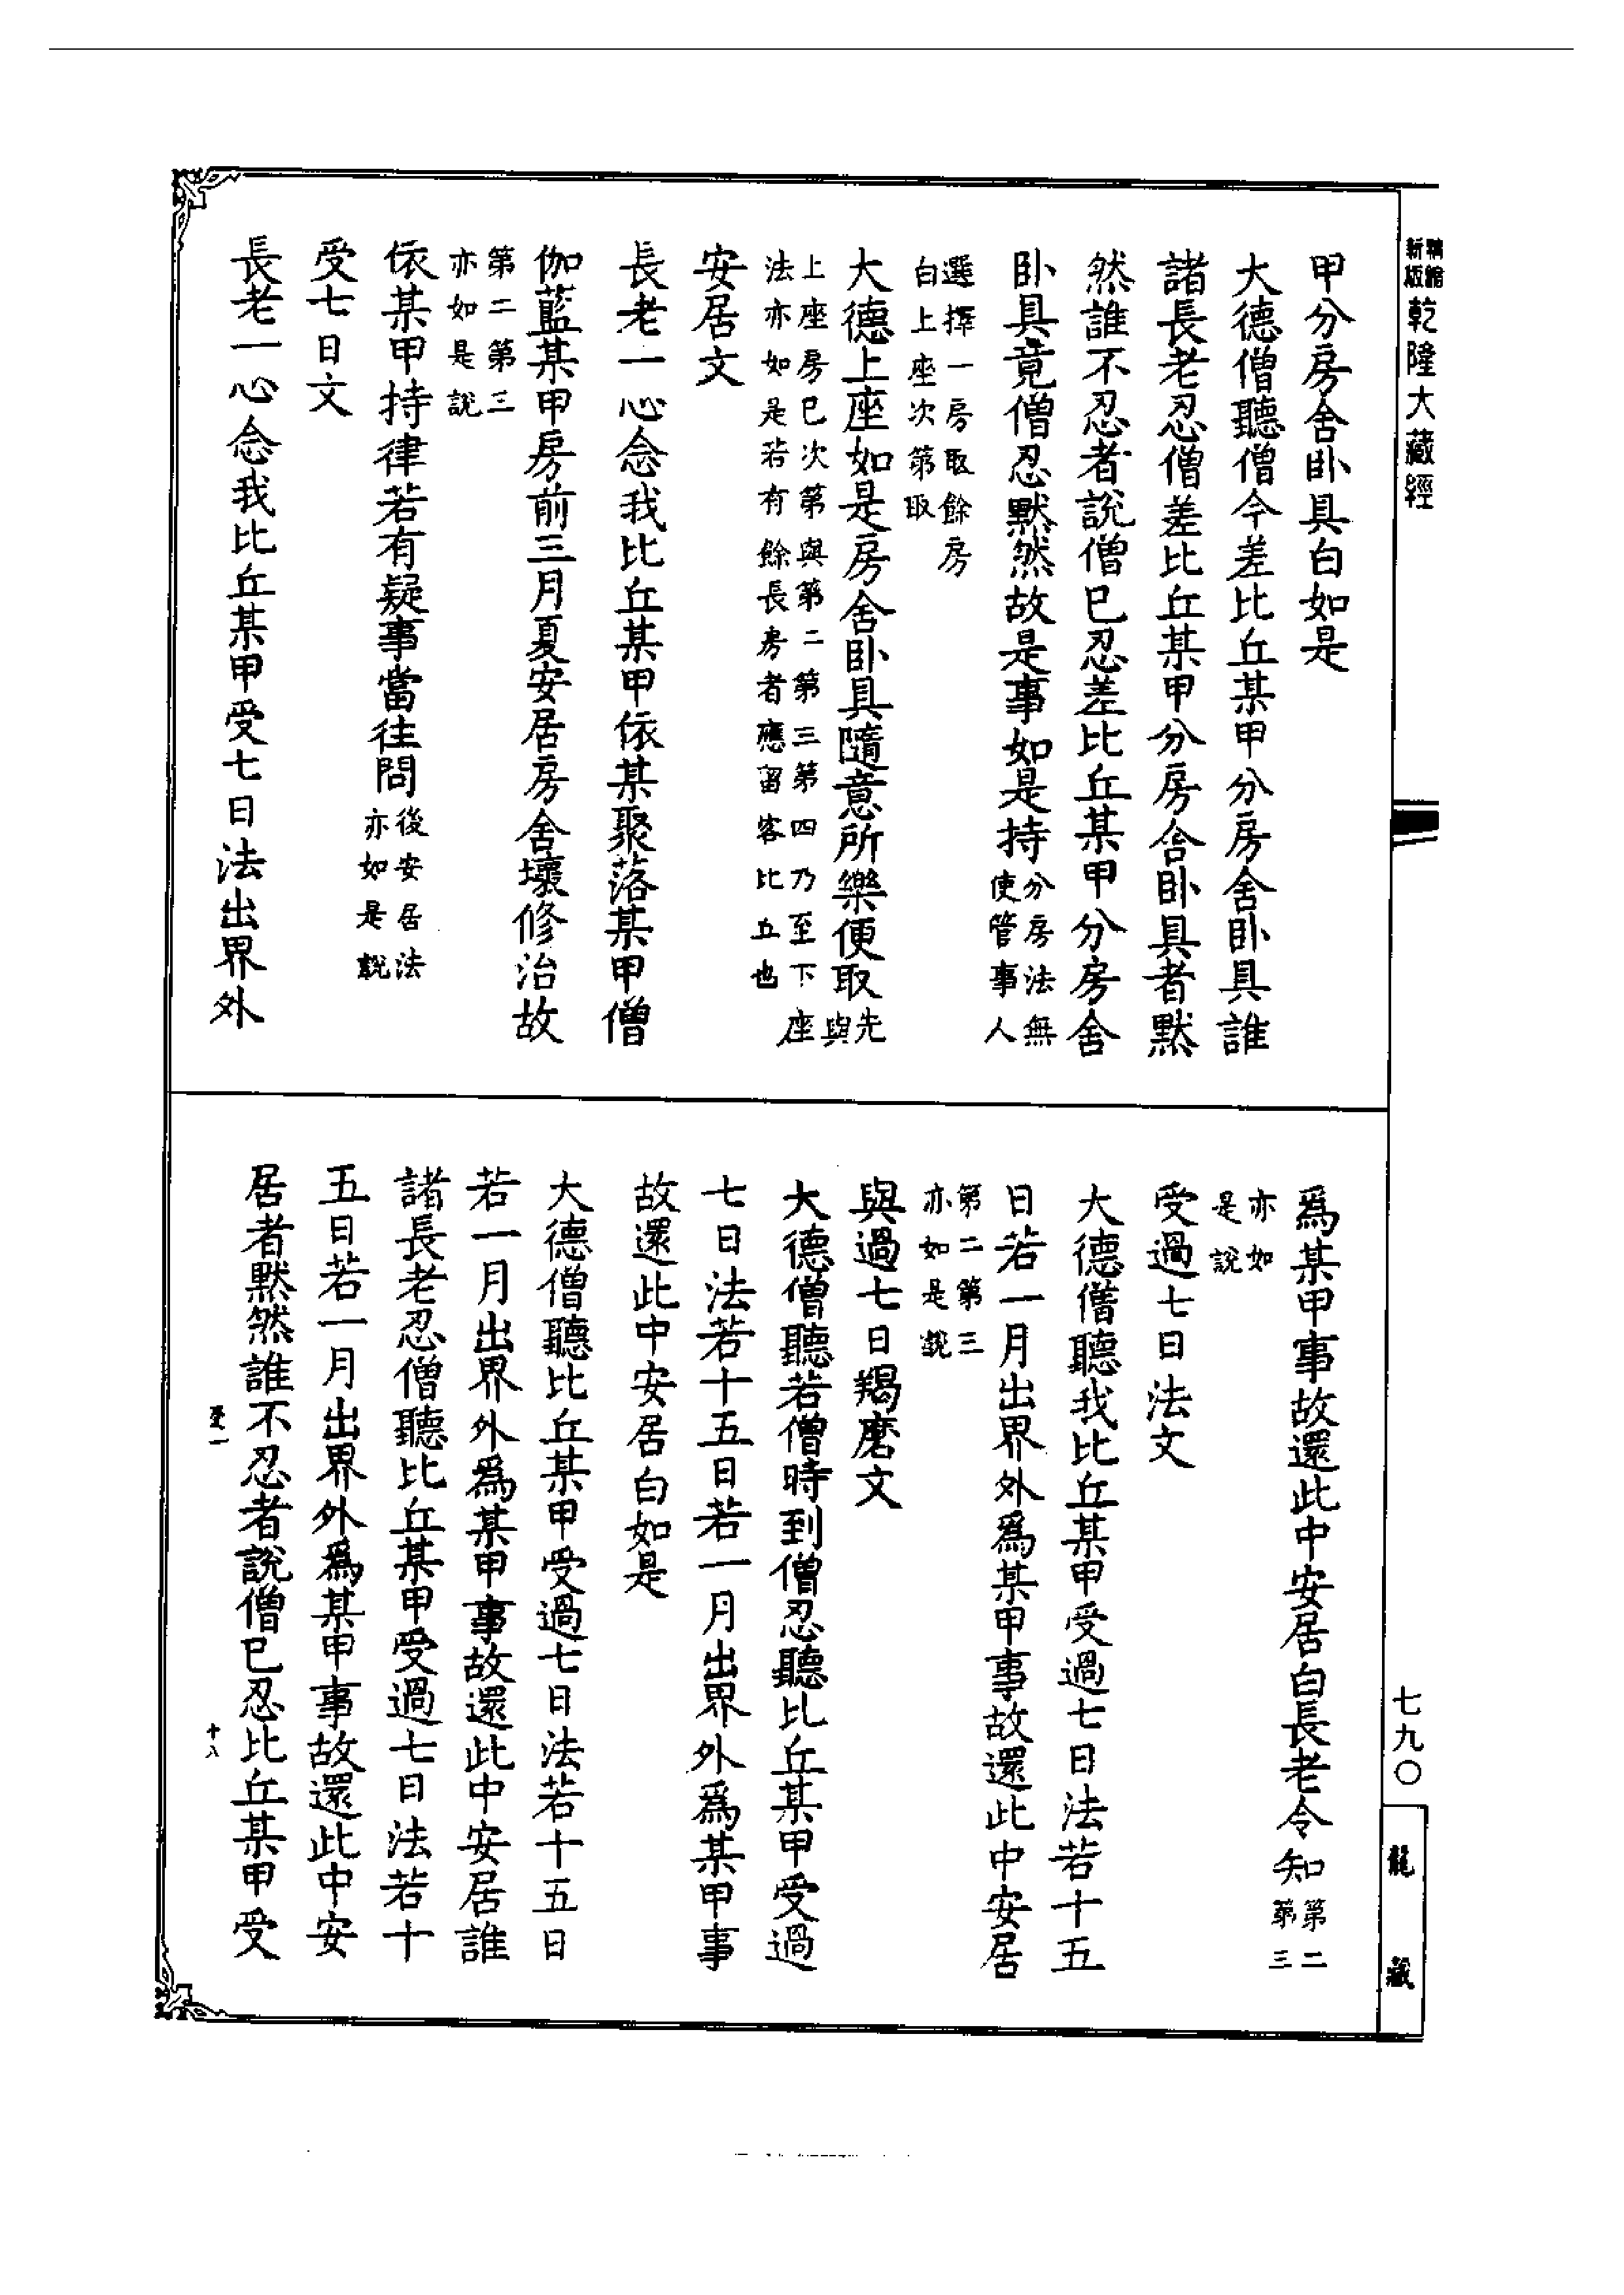 精縮新版乾隆大藏經
甲分房舍卧具白如是
大德僧聽僧今差比丘某甲分房舍卧具誰
諸長老忍僧差比丘某甲分房舍卧具者默
然誰不忍者說僧已忍差比丘某甲分房舍
卧具竟僧忍默然故是事如是持分房法無使管事人
選擇一房取餘房白上座次第取
大德上座如是房舍卧具隨意所樂便取先與
上座房已次第與第二第三第四乃至下座
法亦如是若有餘長房者應留客比丘也
安居文
長老一心念我比丘某甲依某聚落某甲僧
伽藍某甲房前三月夏安居房舍壞修治故
第二第三亦如是說
依某甲持律若有疑事當往問後安居法亦如是說
受七日文
長老一心念我比丘某甲受七日法出界外
爲某甲事故還此中安居白長老令知第二第三
亦如是說
受過七日法文
大德僧聽我比丘某甲受過七日法若十五
日若一月出界外爲某甲事故還此中安居
第二第三亦如是說
與過七日羯磨文
大德僧聽若僧時到僧忍聽比丘某甲受過
七日法若十五日若一月出界外爲某甲事
故還此中安居白如是
大德僧聽比丘某甲受過七日法若十五日
若一月出界外爲某甲事故還此中安居誰
諸長老忍僧聽比丘某甲受過七日法若十
五日若一月出界外爲某甲事故還此中安
居者默然誰不忍者說僧已忍比丘某甲受
受一
十八
七九〇
龍藏